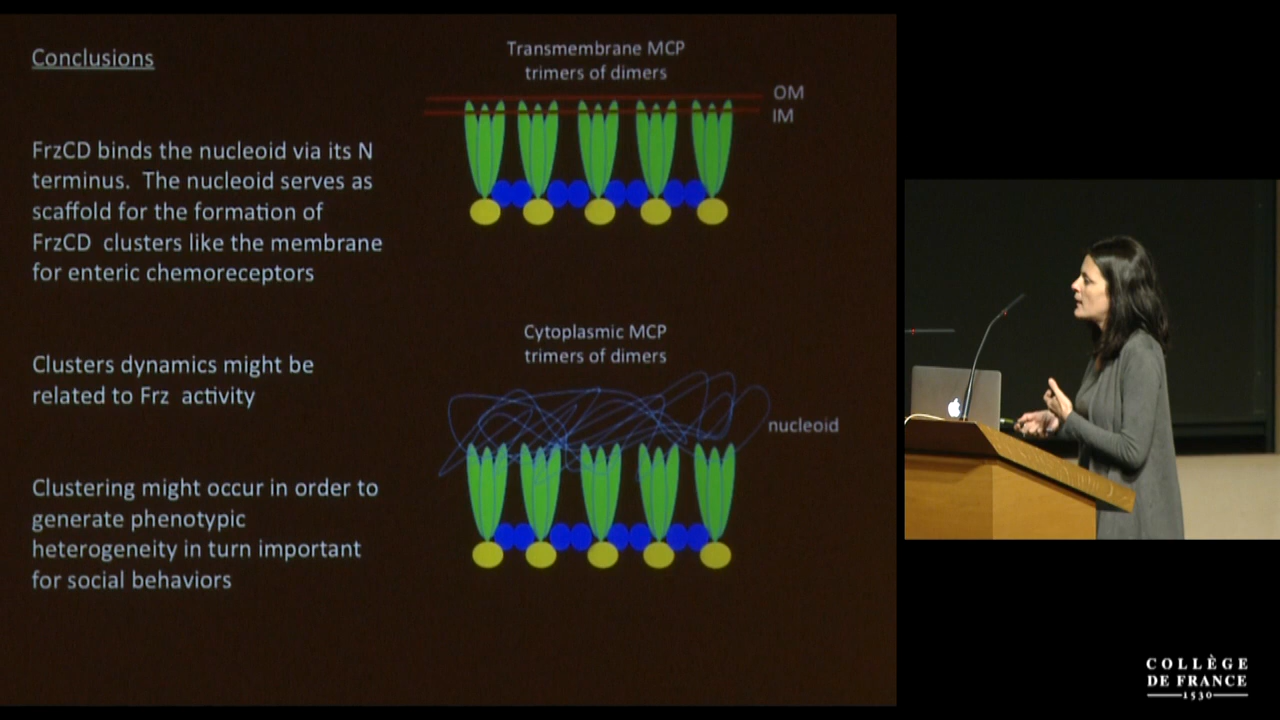 Conclusions
FrzCD binds the nucleoid via its N
terminus. The nucleoid serves as
scaffold for the formation of
FrzCD clusters like the membrane
for enteric chemoreceptors
Clusters dynamics might be
related to Frz activity
Clustering might occur in order to
generate phenotypic
heterogeneity in turn important
for social behaviors
Transmembrane MCP
trimers of dimers
OM
IM
Cytoplasmic MCP
trimers of dimers
nucleoid
COLLÈGE
DE FRANCE
1530